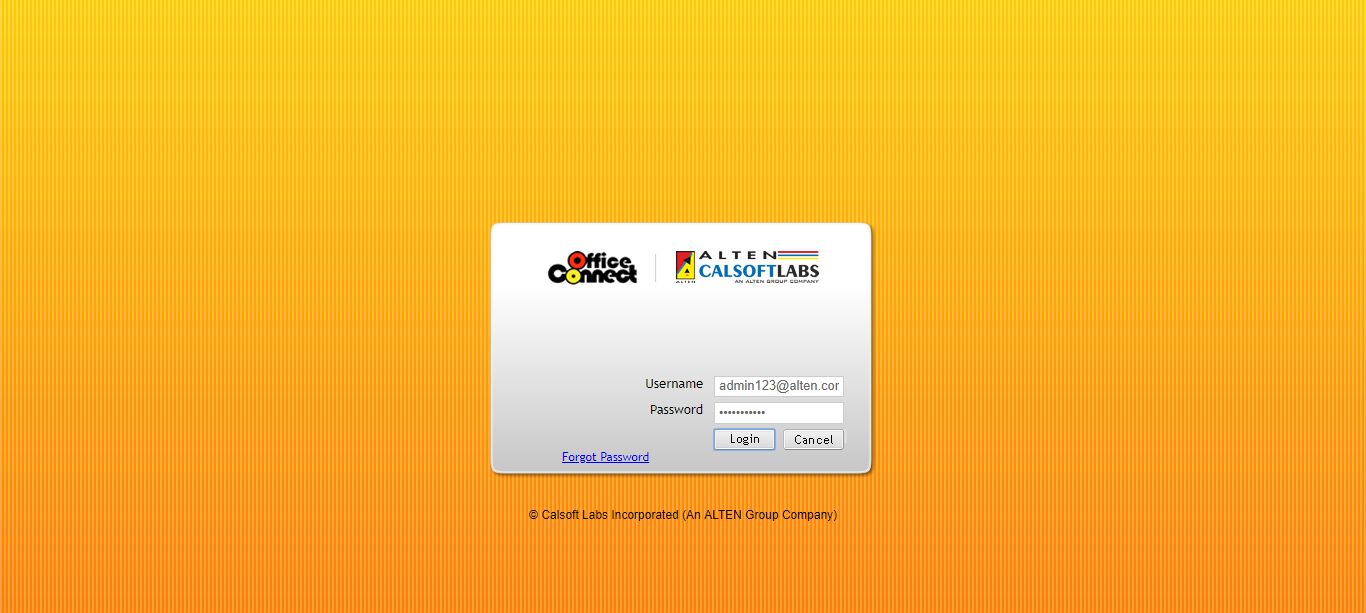 Office
Connect
ALTEN
CALSOFTLABS
AN ALTEN GROUP COMPANY
ALTEN
Username admin123@alten.cor
Password •••••••••••
Login Cancel
Forgot Password
© Calsoft Labs Incorporated (An ALTEN Group Company)